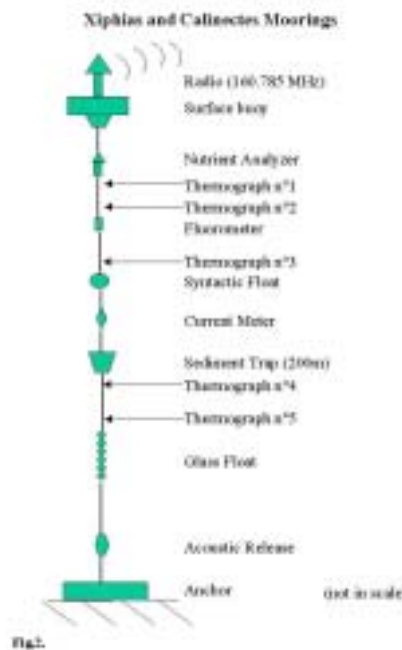 Xiphias and Calinectes Moorings
Radio (160.785 MHz)
Surface buoy
Nutrient Analyzer
Thermograph n°1
Thermograph n°2
Fluorometer
Thermograph n°3
Syntactic Float
Current Meter
Sediment Trap (200m)
Thermograph n°4
Thermograph n°5
Glass Float
Acoustic Release
Anchor (not in scale
Fig2.